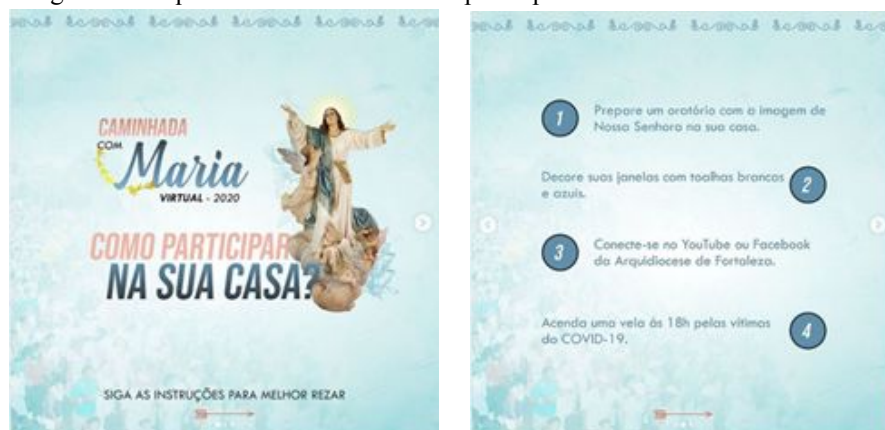 CAMINHADA
COM
Maria
VIRTUAL - 2020
COMO PARTICIPAR
NA SUA CASA?
SIGA AS INSTRUÇÕES PARA MELHOR REZAR
1
Prepare um oratório com a imagem de
Nossa Senhora na sua casa.
Decore suas janelas com toalhas brancas
e azuis.
2
3
Conecte-se no YouTube ou Facebook
da Arquidiocese de Fortaleza.
Acenda uma vela às 18h pelas vítimas
do COVID-19.
4